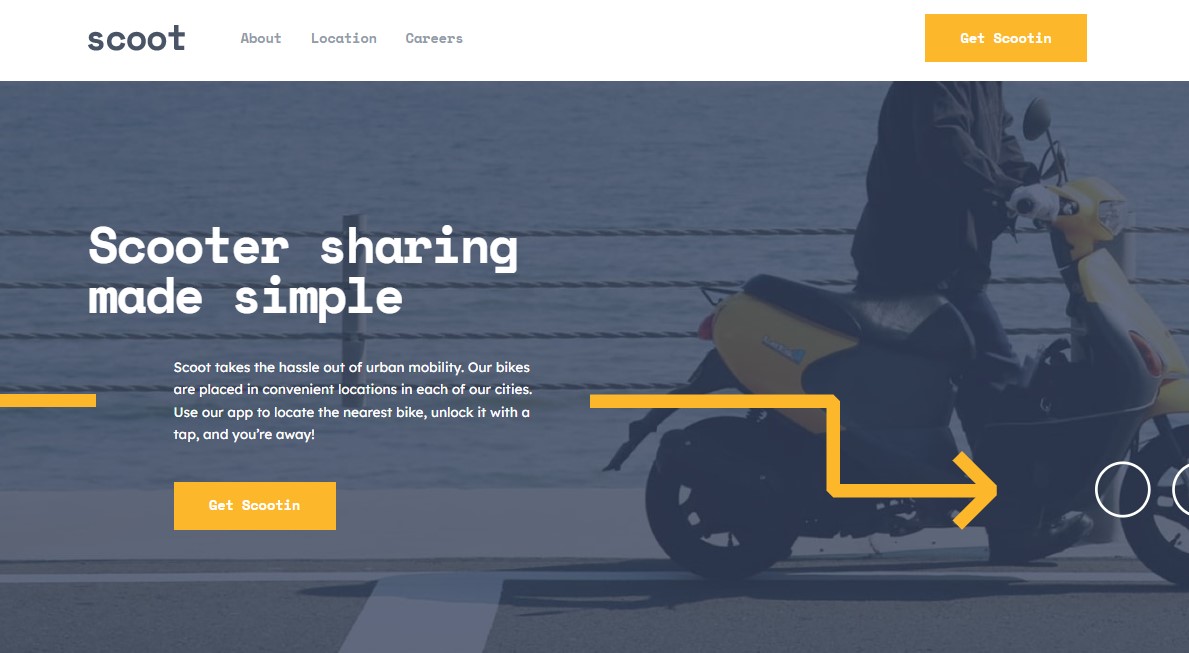 scoot
About
Location
Careers
Get Scootin
Scooter sharing
made simple
Scoot takes the hassle out of urban mobility. Our bikes
are placed in convenient locations in each of our cities.
Use our app to locate the nearest bike, unlock it with a
tap, and you’re away!
Get Scootin